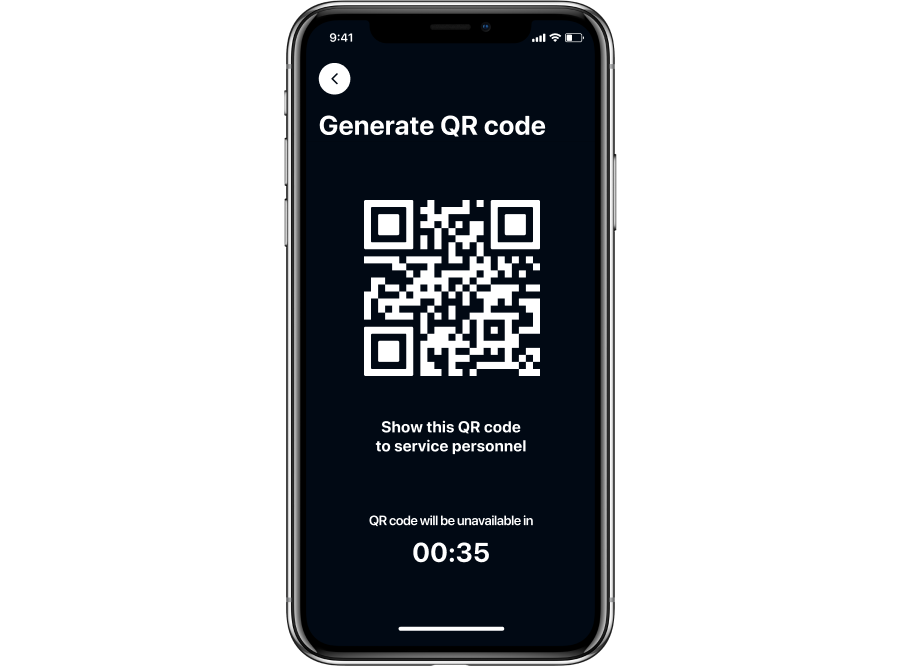 9:41
Generate QR code
Show this QR code
to service personnel
QR code will be unavailable in
00:35